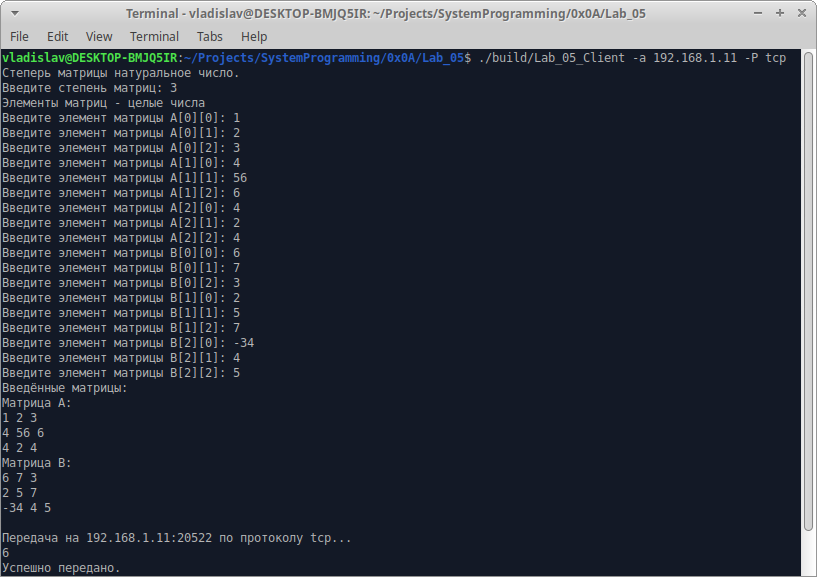 Terminal - vladislav@DESKTOP-BMJQ5IR: ~/Projects/SystemProgramming/0x0A/Lab_05
File Edit View Terminal Tabs Help
vladislav@DESKTOP-BMJQ5IR:~/Projects/SystemProgramming/0x0A/Lab_05$ ./build/Lab_05_Client -a 192.168.1.11 -P tcp
Степерь матрицы натуральное число.
Введите степень матриц: 3
Элементы матриц - целые числа
Введите элемент матрицы A[0][0]: 1
Введите элемент матрицы A[0][1]: 2
Введите элемент матрицы A[0][2]: 3
Введите элемент матрицы A[1][0]: 4
Введите элемент матрицы A[1][1]: 56
Введите элемент матрицы A[1][2]: 6
Введите элемент матрицы A[2][0]: 4
Введите элемент матрицы A[2][1]: 2
Введите элемент матрицы A[2][2]: 4
Введите элемент матрицы B[0][0]: 6
Введите элемент матрицы B[0][1]: 7
Введите элемент матрицы B[0][2]: 3
Введите элемент матрицы B[1][0]: 2
Введите элемент матрицы B[1][1]: 5
Введите элемент матрицы B[1][2]: 7
Введите элемент матрицы B[2][0]: -34
Введите элемент матрицы B[2][1]: 4
Введите элемент матрицы B[2][2]: 5
Введённые матрицы:
Матрица A:
1 2 3
4 56 6
4 2 4
Матрица B:
6 7 3
2 5 7
-34 4 5
Передача на 192.168.1.11:20522 по протоколу tcp...
6
Успешно передано.